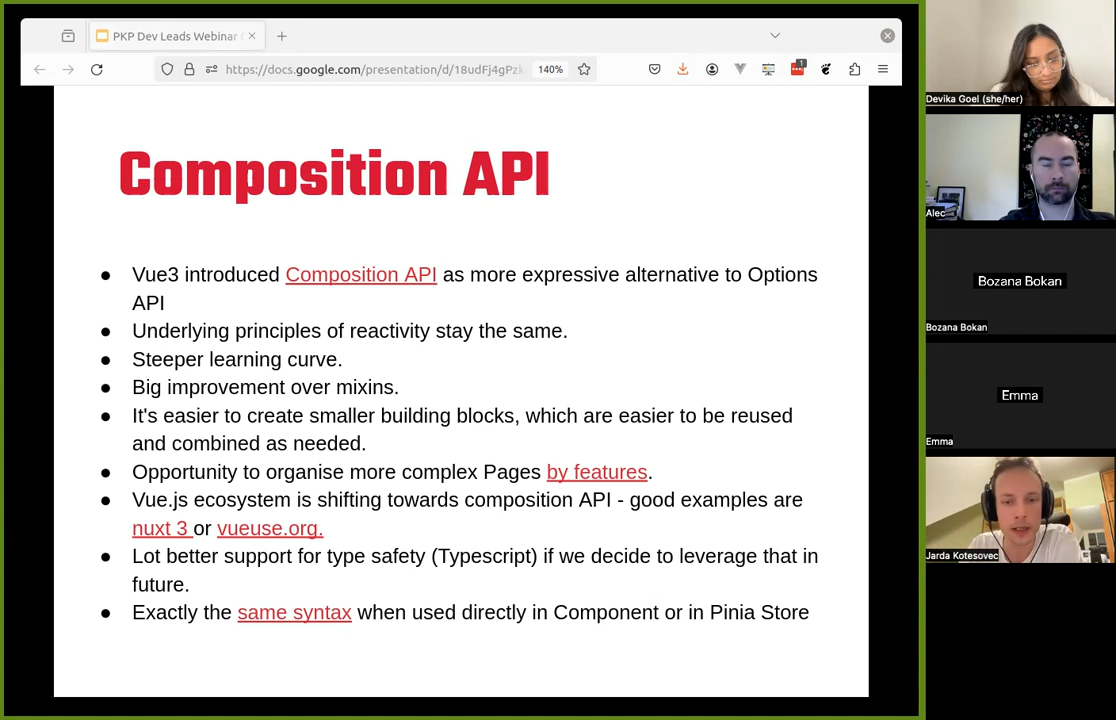 PKP Dev Leads Webinar
https://docs.google.com/presentation/d/18udFj4gPzk
140%
1
Composition API
● Vue3 introduced Composition API as more expressive alternative to Options
API
● Underlying principles of reactivity stay the same.
● Steeper learning curve.
● Big improvement over mixins.
● It's easier to create smaller building blocks, which are easier to be reused
and combined as needed.
● Opportunity to organise more complex Pages by features.
● Vue.js ecosystem is shifting towards composition API - good examples are
nuxt 3 or vueuse.org.
● Lot better support for type safety (Typescript) if we decide to leverage that in
future.
● Exactly the same syntax when used directly in Component or in Pinia Store
Devika Goel (she/her)
Alec
Bozana Bokan
Bozana Bokan
Emma
Emma
Jarda Kotesovec